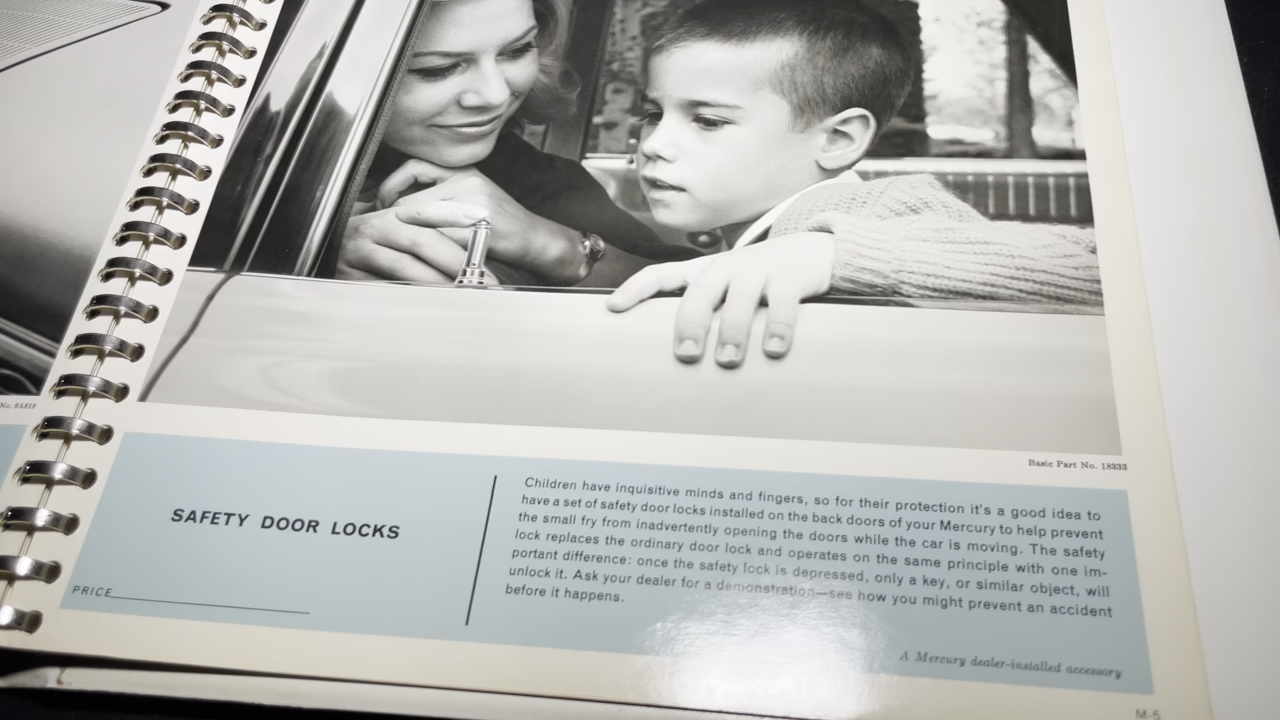 No. 9A818
Basic Part No. 18333
SAFETY DOOR LOCKS
PRICE
Children have inquisitive minds and fingers, so for their protection it's a good idea to
have a set of safety door locks installed on the back doors of your Mercury to help prevent
the small fry from inadvertently opening the doors while the car is moving. The safety
lock replaces the ordinary door lock and operates on the same principle with one im-
portant difference: once the safety lock is depressed, only a key, or similar object, will
unlock it. Ask your dealer for a demonstration—see how you might prevent an accident
before it happens.
A Mercury dealer-installed accessory
M-5